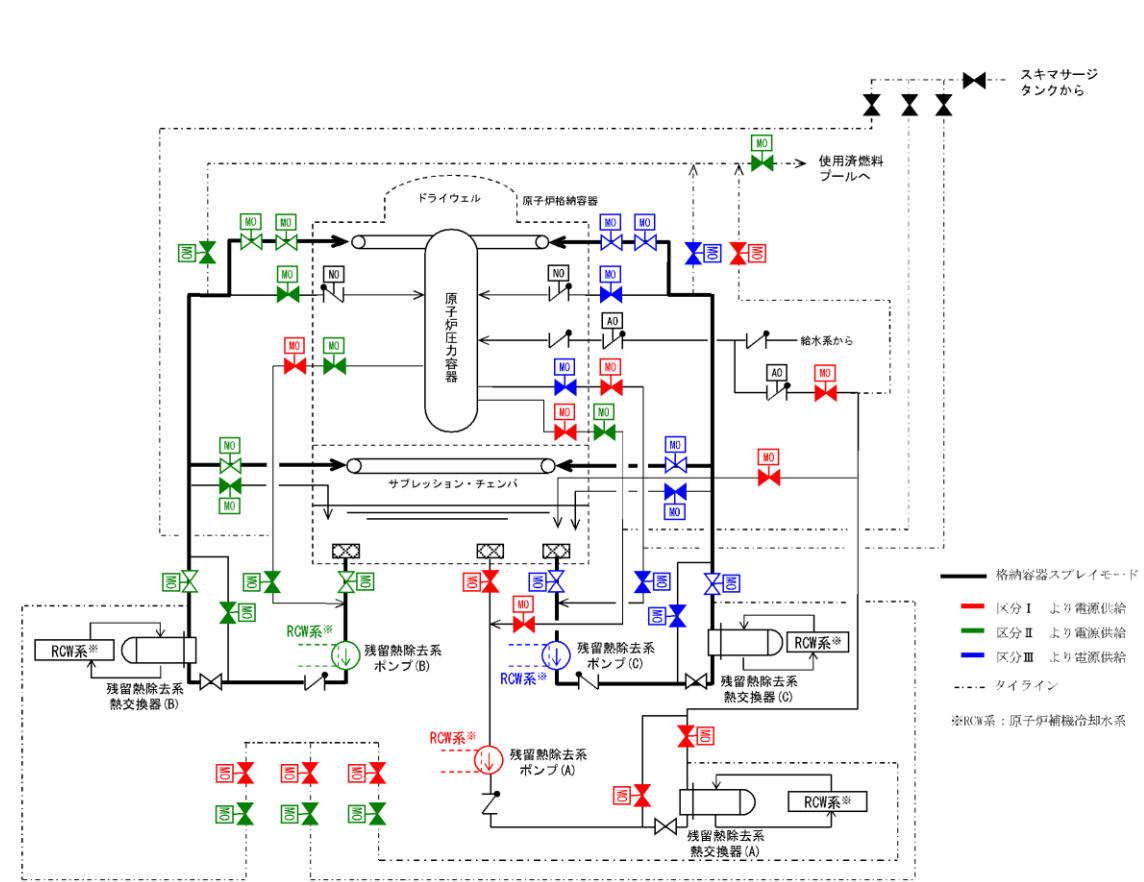 スキマサージ
タンクから
MO
使用済燃料
プールへ
ドライウェル
原子炉格納容器
MO
MO
MO
MO
MO
MO
MO
MO
NO
NO
MO
原子炉圧力容器
AO
給水系から
MO
MO
MO
MO
AO
MO
MO
MO
MO
MO
MO
サプレッション・チェンバ
MO
MO
MO
MO
MO
MO
MO
MO
MO
MO
MO
MO
MO
格納容器スプレイモード
区分Ⅰ より電源供給
区分Ⅱ より電源供給
区分Ⅲ より電源供給
タイライン
※RCW系：原子炉補機冷却水系
RCW系※
RCW系※
残留熱除去系
ポンプ(B)
残留熱除去系
熱交換器(B)
RCW系※
残留熱除去系
ポンプ(C)
RCW系※
残留熱除去系
熱交換器(C)
RCW系※
残留熱除去系
ポンプ(A)
MO
MO
MO
MO
MO
MO
MO
MO
RCW系※
残留熱除去系
熱交換器(A)